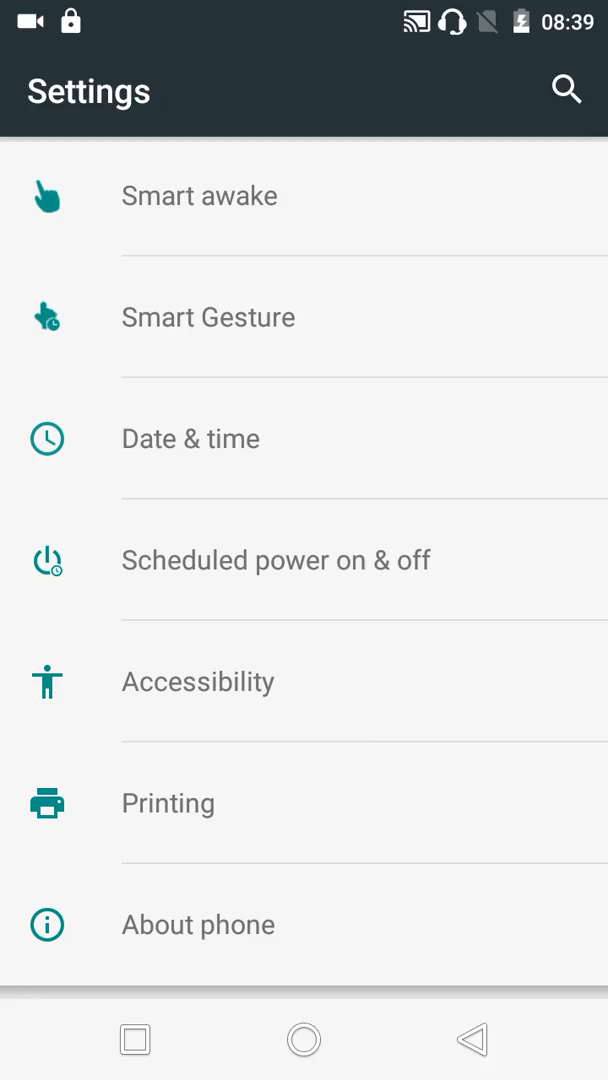 08:39
Settings
Smart awake
Smart Gesture
Date & time
Scheduled power on & off
Accessibility
Printing
About phone